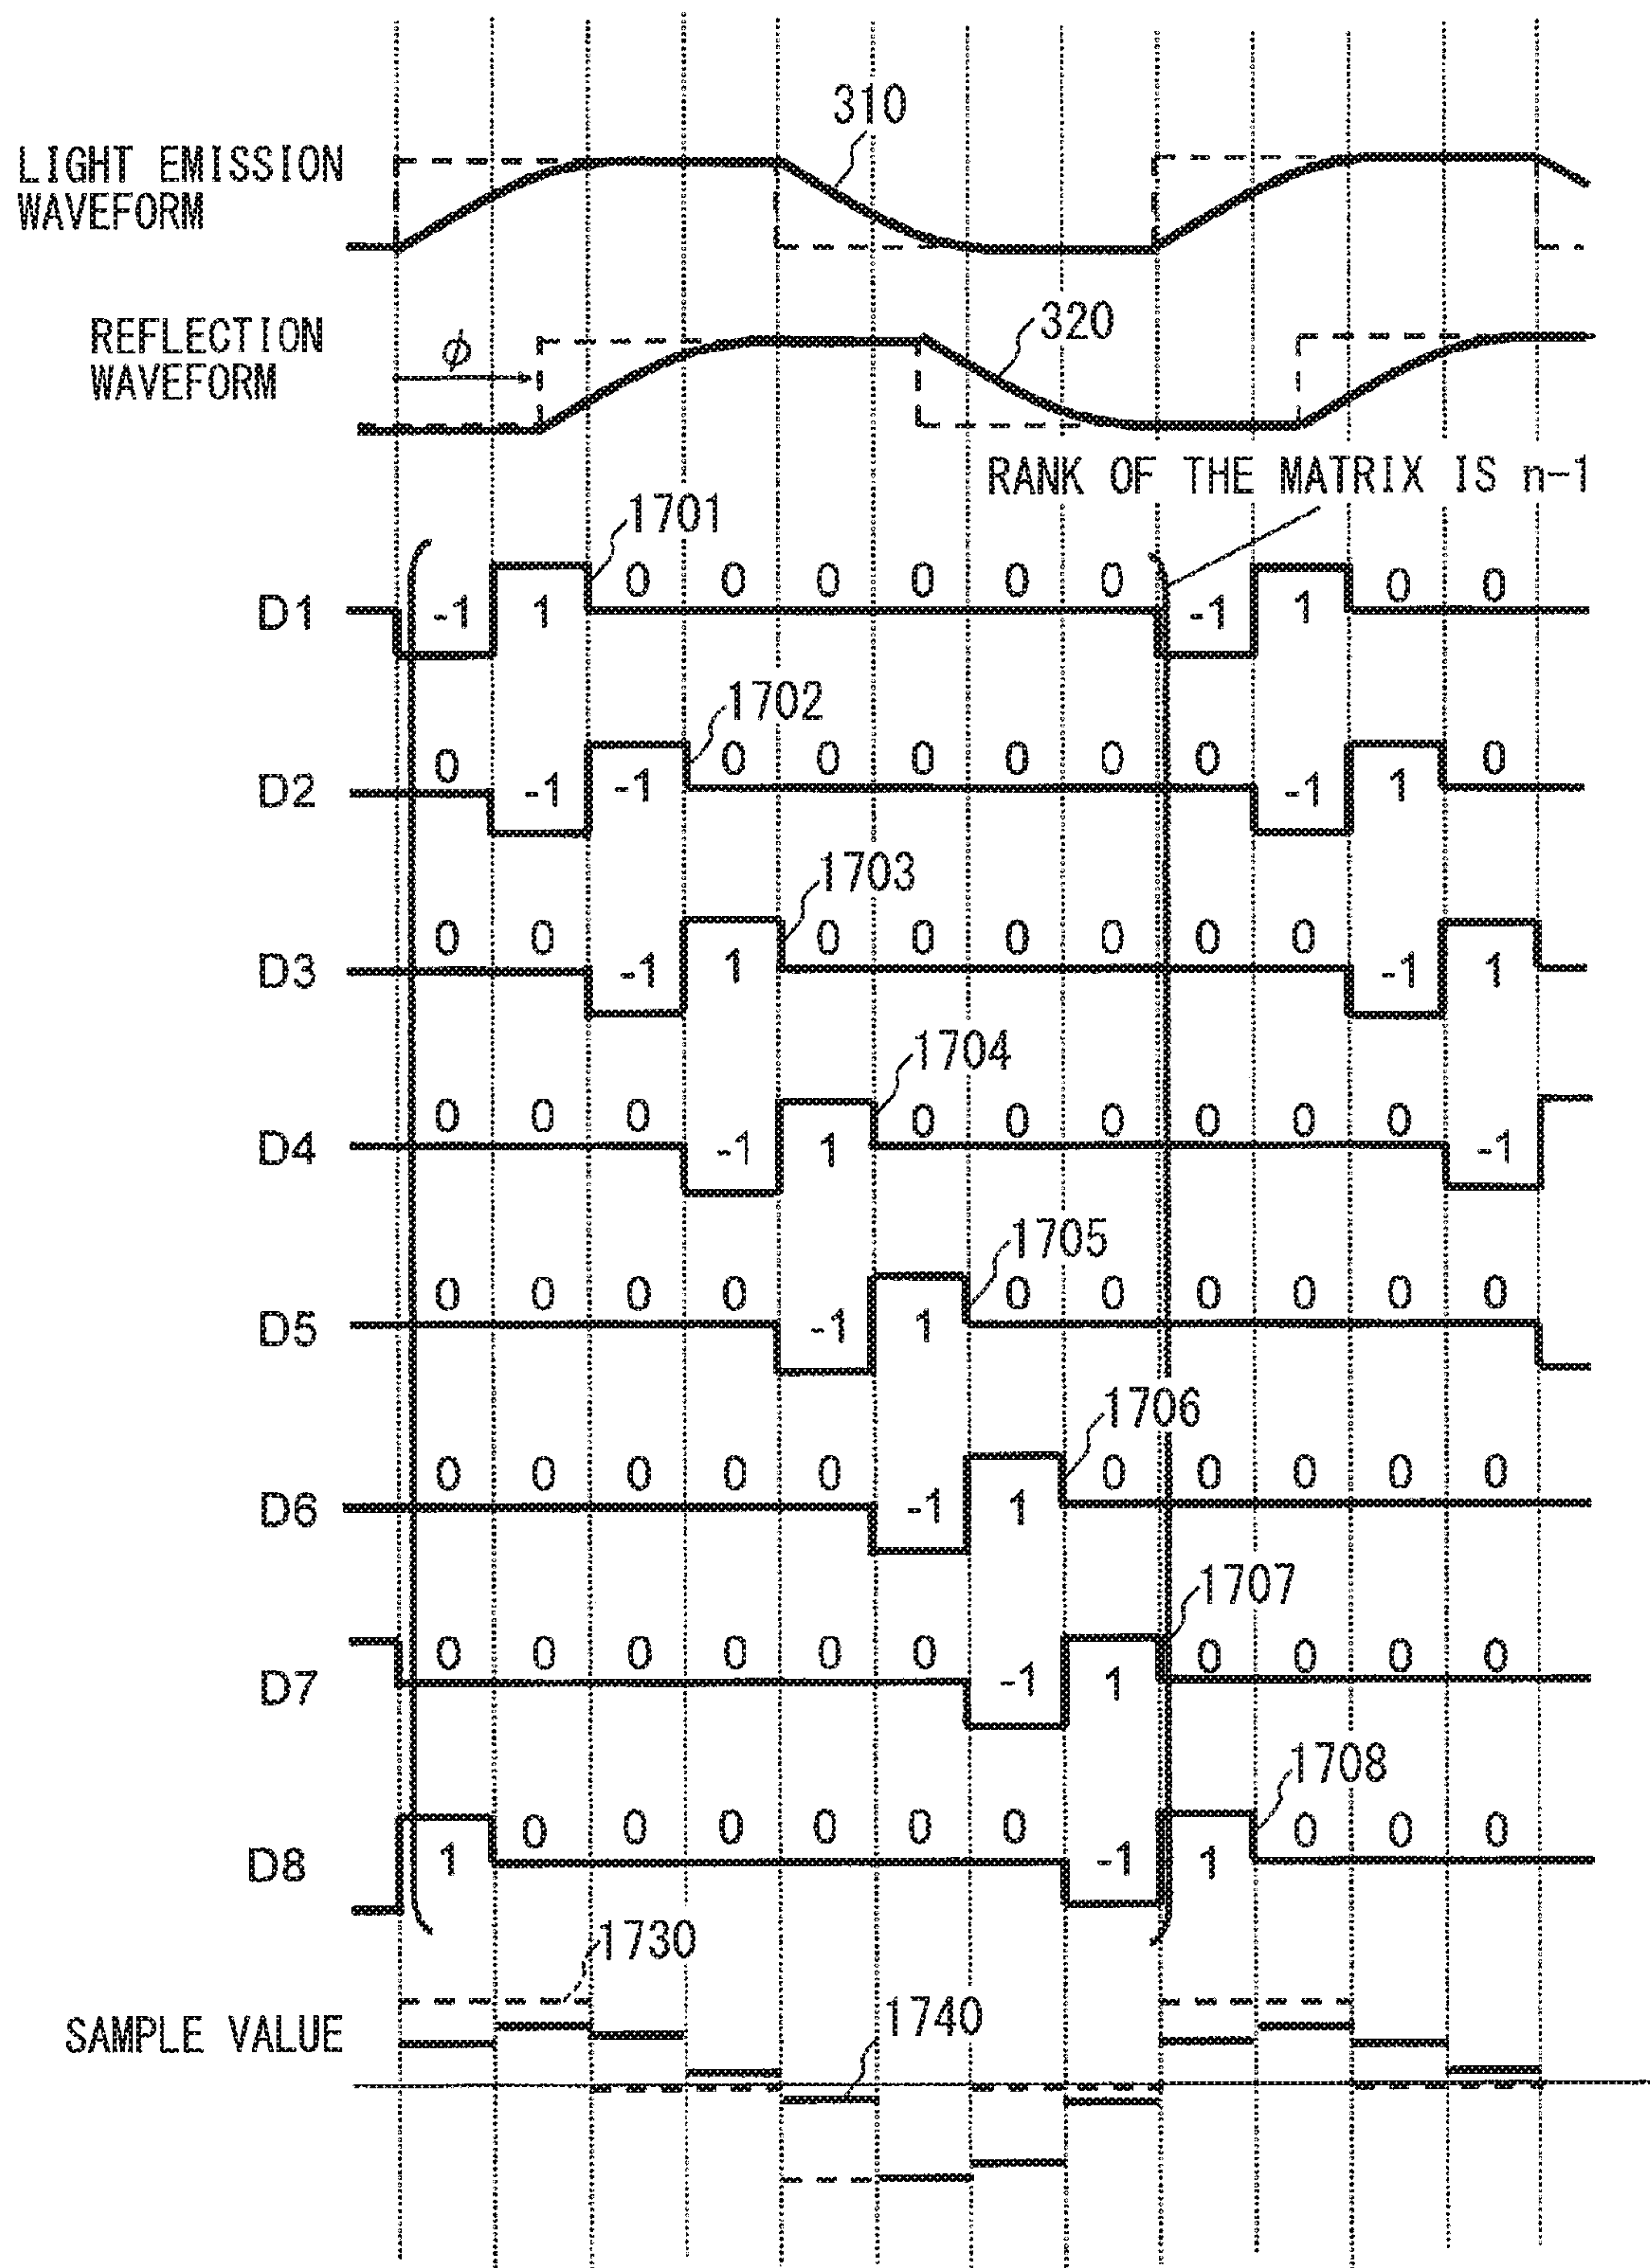 310
LIGHT EMISSION
WAVEFORM
320
REFLECTION
WAVEFORM
ϕ
RANK OF THE MATRIX IS n-1
1701
D1 -1 1 0 0 0 0 0 0 -1 1 0 0
1702
D2 0 -1 -1 0 0 0 0 0 0 -1 1 0
1703
D3 0 0 -1 1 0 0 0 0 0 0 -1 1
1704
D4 0 0 0 -1 1 0 0 0 0 0 0 -1
1705
D5 0 0 0 0 -1 1 0 0 0 0 0 0
1706
D6 0 0 0 0 0 -1 1 0 0 0 0 0
1707
D7 0 0 0 0 0 0 -1 1 0 0 0 0
1708
D8 1 0 0 0 0 0 0 -1 1 0 0 0
1730
SAMPLE VALUE
1740